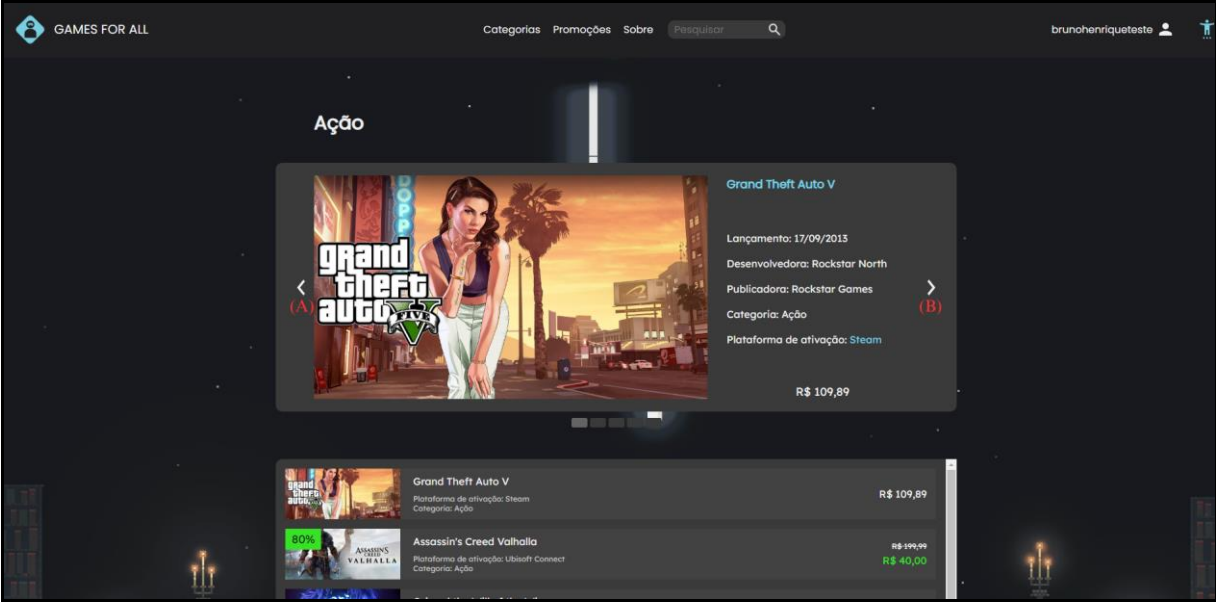 GAMES FOR ALL
Categorias Promoções Sobre Pesquisar
brunohenriqueteste
Ação
DOPP
grand
theft
auto
V
FIVE
(A)
Grand Theft Auto V
Lançamento: 17/09/2013
Desenvolvedora: Rockstar North
Publicadora: Rockstar Games
Categoria: Ação
Plataforma de ativação: Steam
R$ 109,89
(B)
grand
theft
auto
Grand Theft Auto V
Plataforma de ativação: Steam
Categoria: Ação
R$ 109,89
80%
ASSASSIN'S
VALHALLA
Assassin's Creed Valhalla
Plataforma de ativação: Ubisoft Connect
Categoria: Ação
R$ 199,99
R$ 40,00